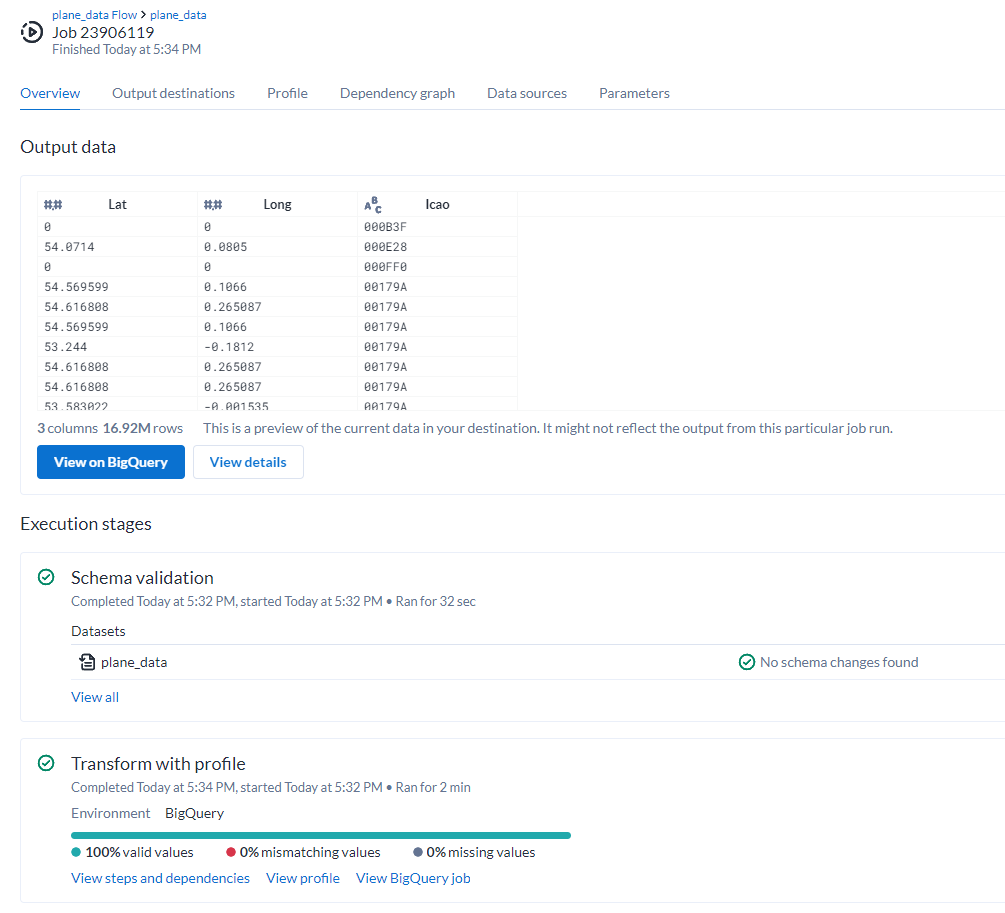 plane_data Flow > plane_data
Job 23906119
Finished Today at 5:34 PM
Overview Output destinations Profile Dependency graph Data sources Parameters
Output data
##.## Lat ##.## Long ABC Icao
0 0 000B3F
54.0714 0.0805 000E28
0 0 000FF0
54.569599 0.1066 00179A
54.616808 0.265087 00179A
54.569599 0.1066 00179A
53.244 -0.1812 00179A
54.616808 0.265087 00179A
54.616808 0.265087 00179A
53.583022 -0.001535 00179A
3 columns 16.92M rows This is a preview of the current data in your destination. It might not reflect the output from this particular job run.
View on BigQuery View details
Execution stages
Schema validation
Completed Today at 5:32 PM, started Today at 5:32 PM • Ran for 32 sec
Datasets
plane_data No schema changes found
View all
Transform with profile
Completed Today at 5:34 PM, started Today at 5:32 PM • Ran for 2 min
Environment BigQuery
100% valid values 0% mismatching values 0% missing values
View steps and dependencies View profile View BigQuery job